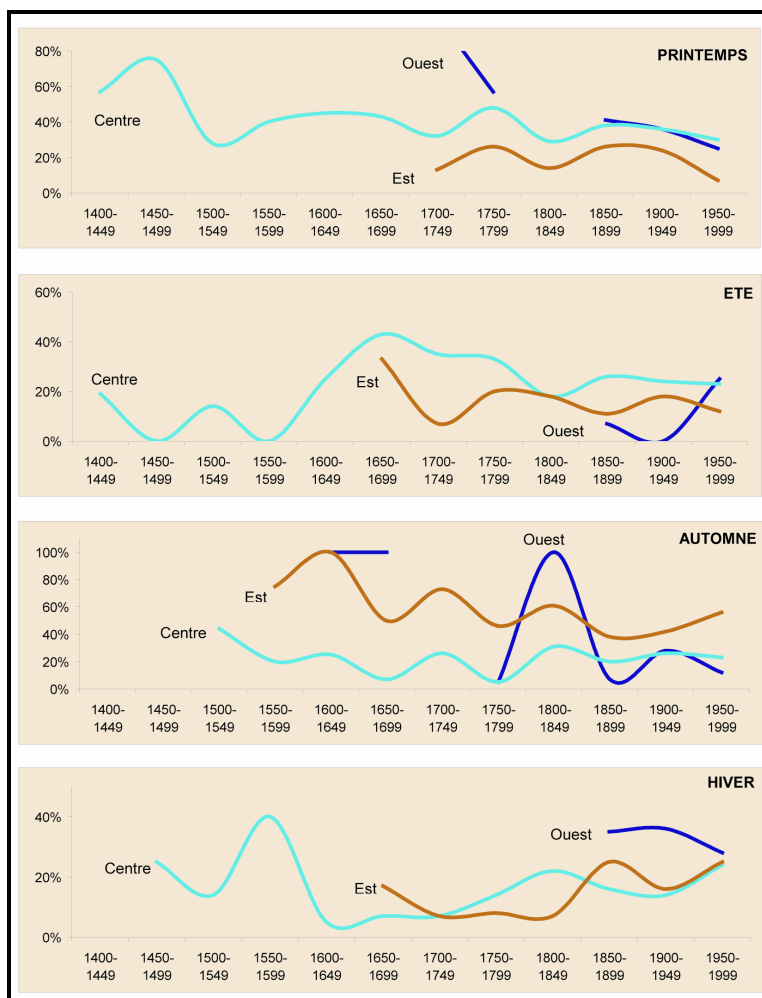 PRINTEMPS
80%
60%
40%
20%
0%
Ouest
Centre
Est
1400- 1450- 1500- 1550- 1600- 1650- 1700- 1750- 1800- 1850- 1900- 1950-
1449 1499 1549 1599 1649 1699 1749 1799 1849 1899 1949 1999
ETE
60%
40%
20%
0%
Centre
Est
Ouest
1400- 1450- 1500- 1550- 1600- 1650- 1700- 1750- 1800- 1850- 1900- 1950-
1449 1499 1549 1599 1649 1699 1749 1799 1849 1899 1949 1999
AUTOMNE
100%
80%
60%
40%
20%
0%
Ouest
Est
Centre
1400- 1450- 1500- 1550- 1600- 1650- 1700- 1750- 1800- 1850- 1900- 1950-
1449 1499 1549 1599 1649 1699 1749 1799 1849 1899 1949 1999
HIVER
40%
20%
0%
Ouest
Centre
Est
1400- 1450- 1500- 1550- 1600- 1650- 1700- 1750- 1800- 1850- 1900- 1950-
1449 1499 1549 1599 1649 1699 1749 1799 1849 1899 1949 1999